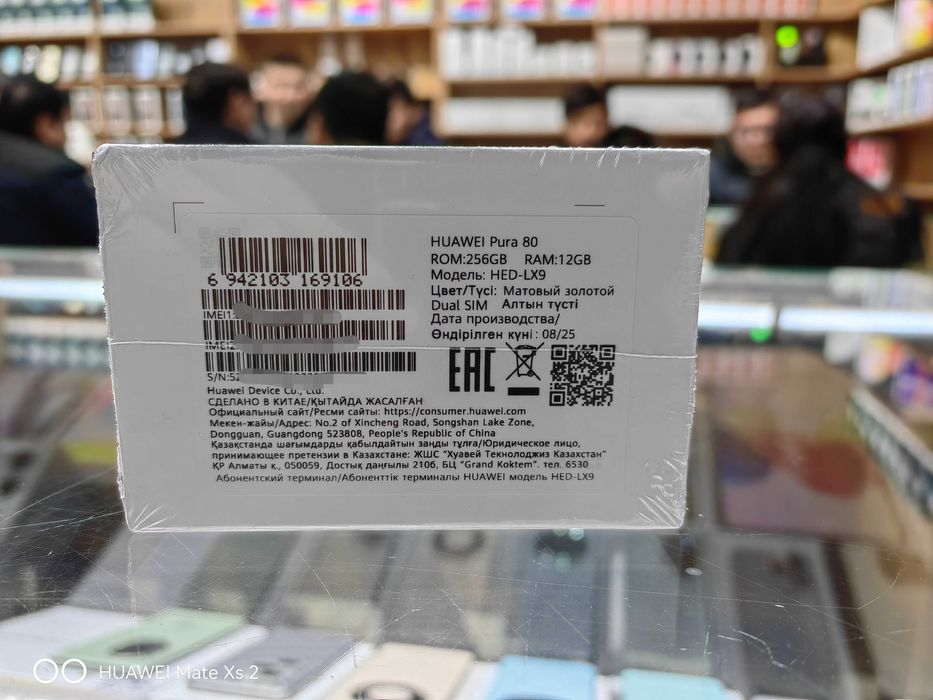 6 942103 169106
IMEI1:
IMEI2:
S/N:52
HUAWEI Pura 80
ROM:256GB RAM:12GB
Модель: HED-LX9
Цвет/Түсі: Матовый золотой
Dual SIM Алтын түсті
Дата производства/
Өндірілген күні: 08/25
EAC
Huawei Device Co., Ltd.
СДЕЛАНО В КИТАЕ/ҚЫТАЙДА ЖАСАЛҒАН
Официальный сайт/Ресми сайты: https://consumer.huawei.com
Мекен-жайы/Адрес: No.2 of Xincheng Road, Songshan Lake Zone,
Dongguan, Guangdong 523808, People's Republic of China
Қазақстанда шағымдарды қабылдайтын заңды тұлға/Юридическое лицо,
принимающее претензии в Казахстане: ЖШС "Хуавей Текнолоджиз Казахстан"
ҚР Алматы қ., 050059, Достық даңғылы 210б, БЦ "Grand Koktem". тел. 6530
Абонентский терминал/Абоненттік терминалы HUAWEI модель HED-LX9
HUAWEI Mate Xs 2